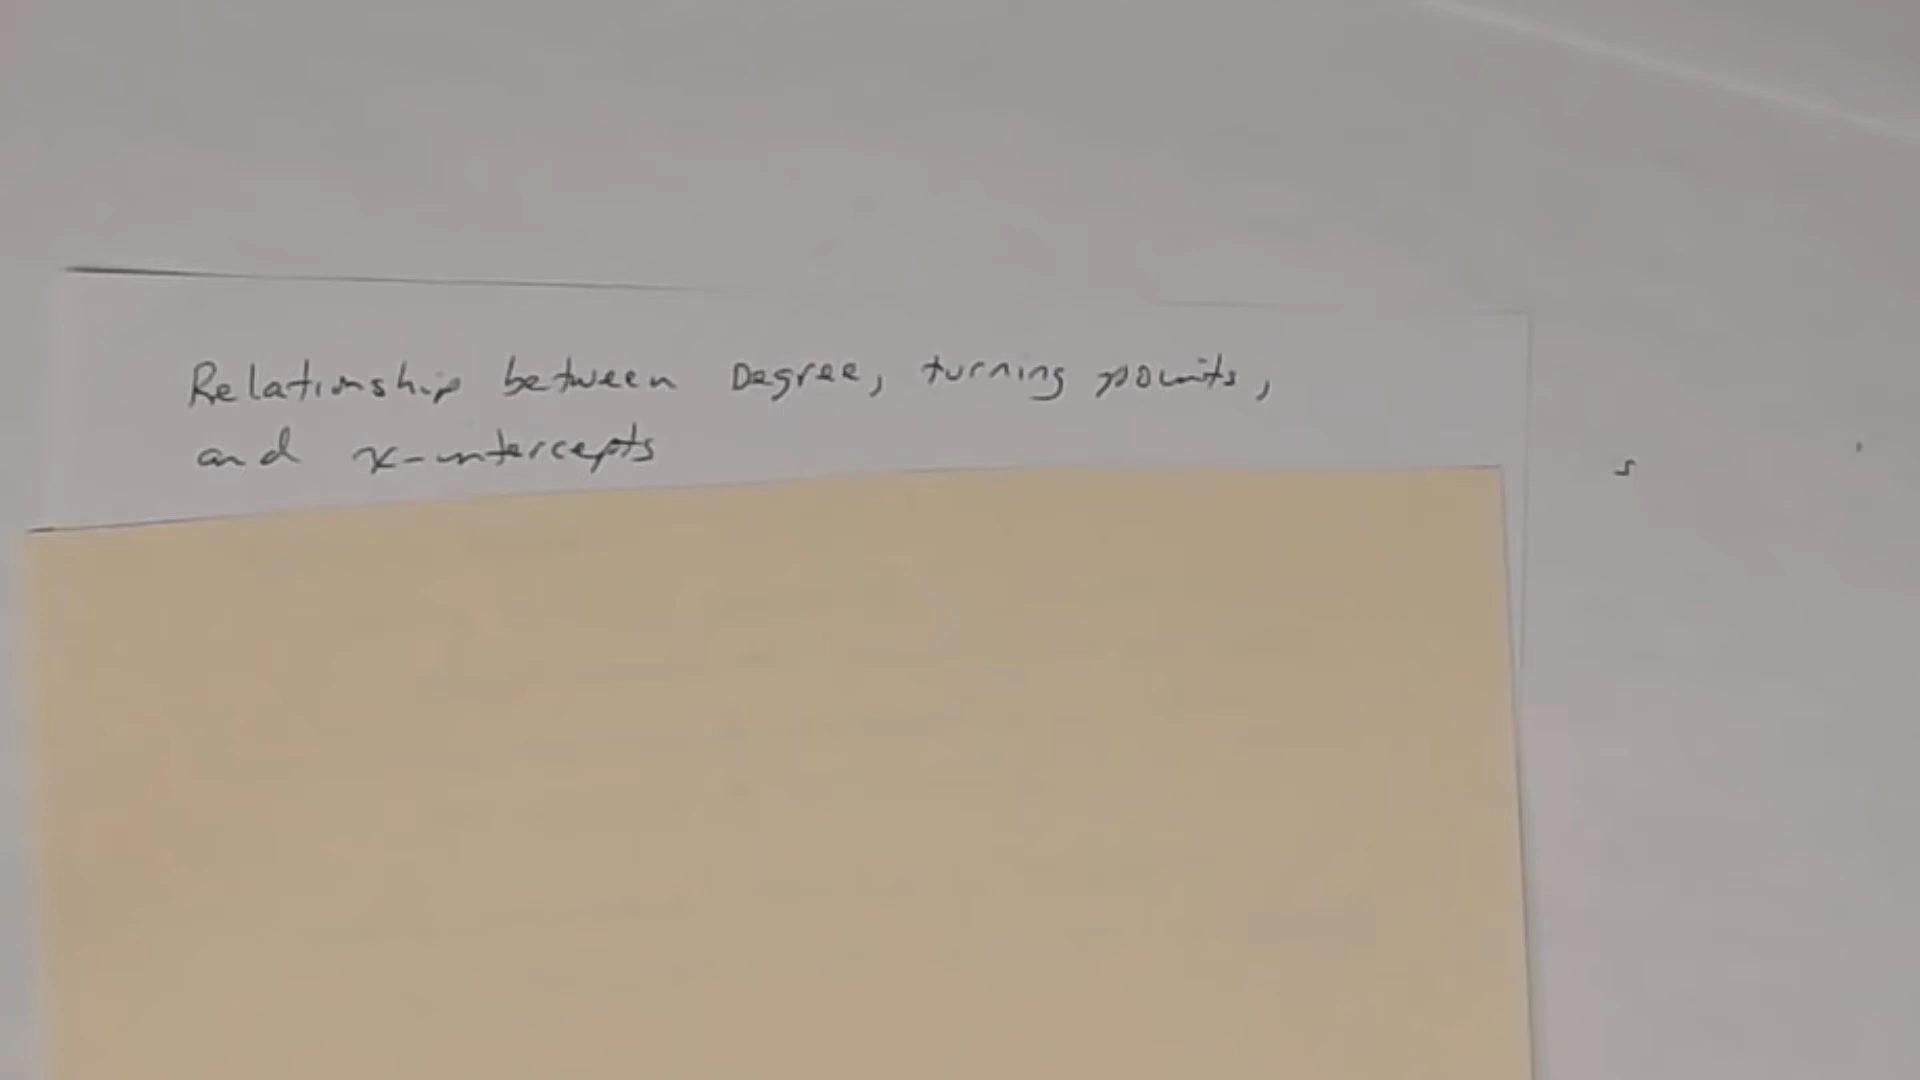 Relationship between Degree, turning points,
and x-intercepts
s